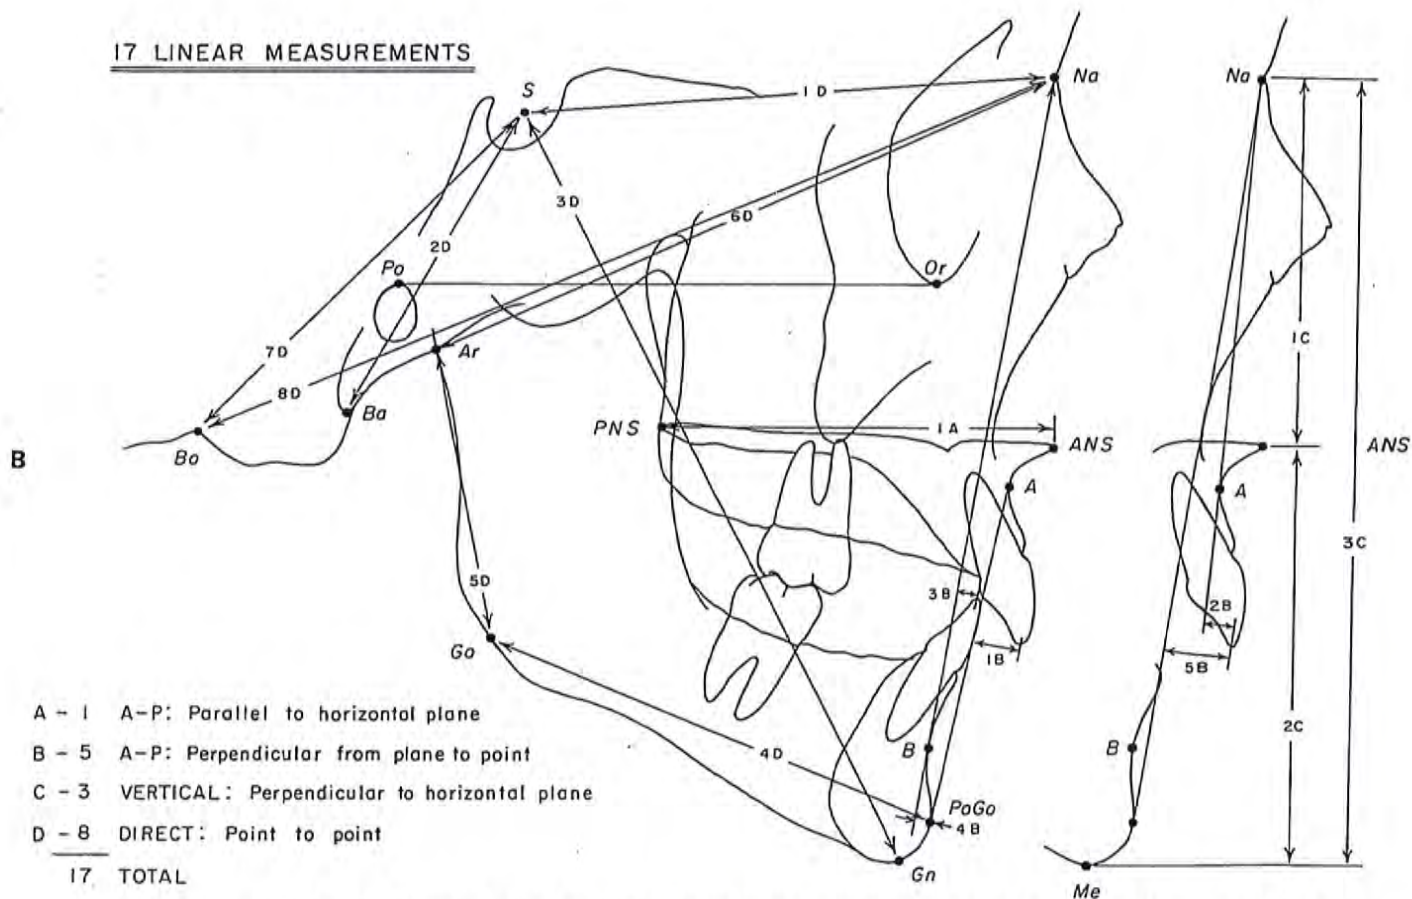 17 LINEAR MEASUREMENTS
S
1 D
Na
Na
3D
6D
2D
Po
Or
7D
Ar
1C
8D
Ba
PNS
1A
ANS
ANS
B
Bo
A
A
3C
5D
3B
2B
Go
1B
5B
A - 1 A-P: Parallel to horizontal plane
2C
4D
B
B
B - 5 A-P: Perpendicular from plane to point
C - 3 VERTICAL: Perpendicular to horizontal plane
PoGo
4B
D - 8 DIRECT: Point to point
Gn
17 TOTAL
Me